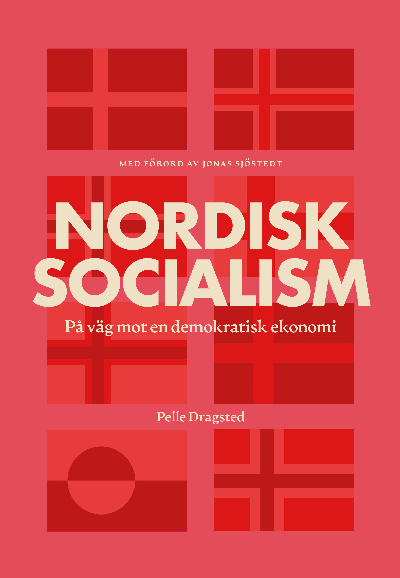 MED FÖRORD AV JONAS SJÖSTEDT
NORDISK
SOCIALISM
På väg mot en demokratisk ekonomi
Pelle Dragsted